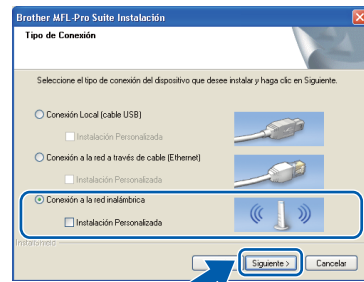 Brother MFL-Pro Suite Instalación
Tipo de Conexión
Seleccione el tipo de conexión del dispositivo que desee instalar y haga clic en Siguiente.
Conexión Local (cable USB)
Instalación Personalizada
Conexión a la red a través de cable (Ethernet)
Instalación Personalizada
Conexión a la red inalámbrica
Instalación Personalizada
InstallShield
Siguiente > Cancelar